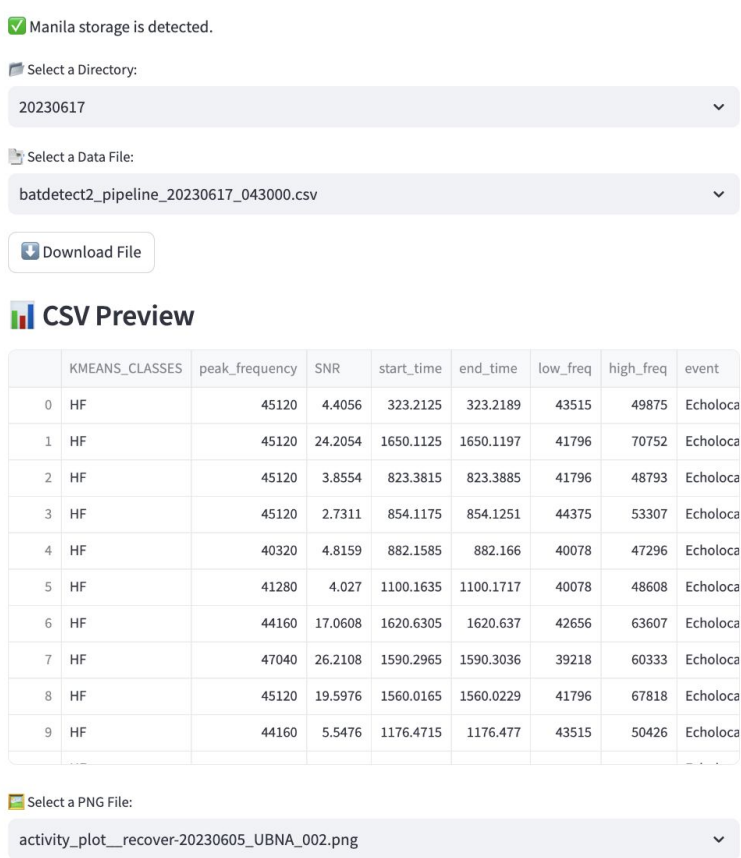 Manila storage is detected.
Select a Directory:
20230617
Select a Data File:
batdetect2_pipeline_20230617_043000.csv
Download File
CSV Preview
KMEANS_CLASSES peak_frequency SNR start_time end_time low_freq high_freq event
0 HF 45120 4.4056 323.2125 323.2189 43515 49875 Echoloca
1 HF 45120 24.2054 1650.1125 1650.1197 41796 70752 Echoloca
2 HF 45120 3.8554 823.3815 823.3885 41796 48793 Echoloca
3 HF 45120 2.7311 854.1175 854.1251 44375 53307 Echoloca
4 HF 40320 4.8159 882.1585 882.166 40078 47296 Echoloca
5 HF 41280 4.027 1100.1635 1100.1717 40078 48608 Echoloca
6 HF 44160 17.0608 1620.6305 1620.637 42656 63607 Echoloca
7 HF 47040 26.2108 1590.2965 1590.3036 39218 60333 Echoloca
8 HF 45120 19.5976 1560.0165 1560.0229 41796 67818 Echoloca
9 HF 44160 5.5476 1176.4715 1176.477 43515 50426 Echoloca
Select a PNG File:
activity_plot__recover-20230605_UBNA_002.png